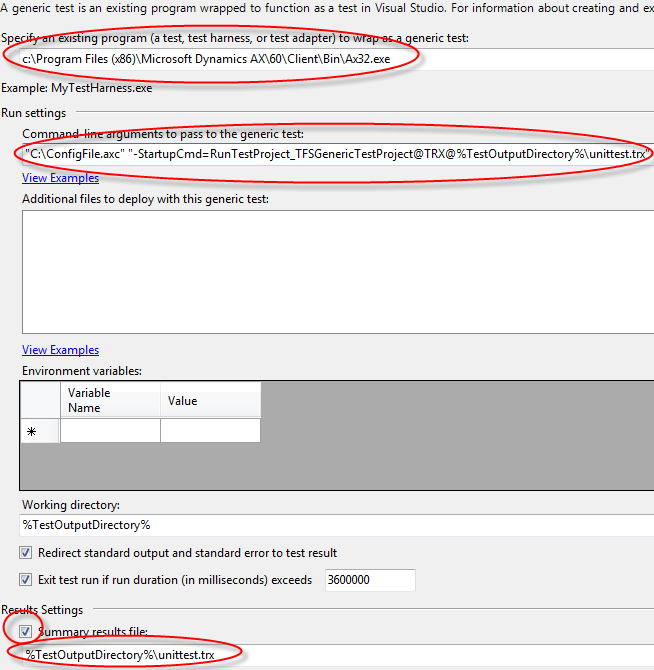 A generic test is an existing program wrapped to function as a test in Visual Studio. For information about creating and ex
Specify an existing program (a test, test harness, or test adapter) to wrap as a generic test:
c:\Program Files (x86)\Microsoft Dynamics AX\60\Client\Bin\Ax32.exe
Example: MyTestHarness.exe
Run settings
Command-line arguments to pass to the generic test:
"C:\ConfigFile.axc" "-StartupCmd=RunTestProject_TFSGenericTestProject@TRX@%TestOutputDirectory%\unittest.trx"
View Examples
Additional files to deploy with this generic test:
View Examples
Environment variables:
Variable Name Value
*
Working directory:
%TestOutputDirectory%
Redirect standard output and standard error to test result
Exit test run if run duration (in milliseconds) exceeds 3600000
Results Settings
Summary results file:
%TestOutputDirectory%\unittest.trx